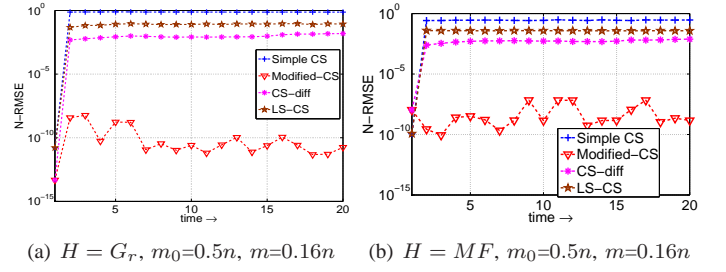 10^0
10^-5
10^-10
10^-15
N−RMSE
Simple CS
Modified−CS
CS−diff
LS−CS
5 10 15 20
time →
(a) H = G_r, m_0=0.5n, m=0.16n
10^0
10^-5
10^-10
10^-15
N−RMSE
Simple CS
Modified−CS
CS−diff
LS−CS
5 10 15 20
time →
(b) H = MF, m_0=0.5n, m=0.16n